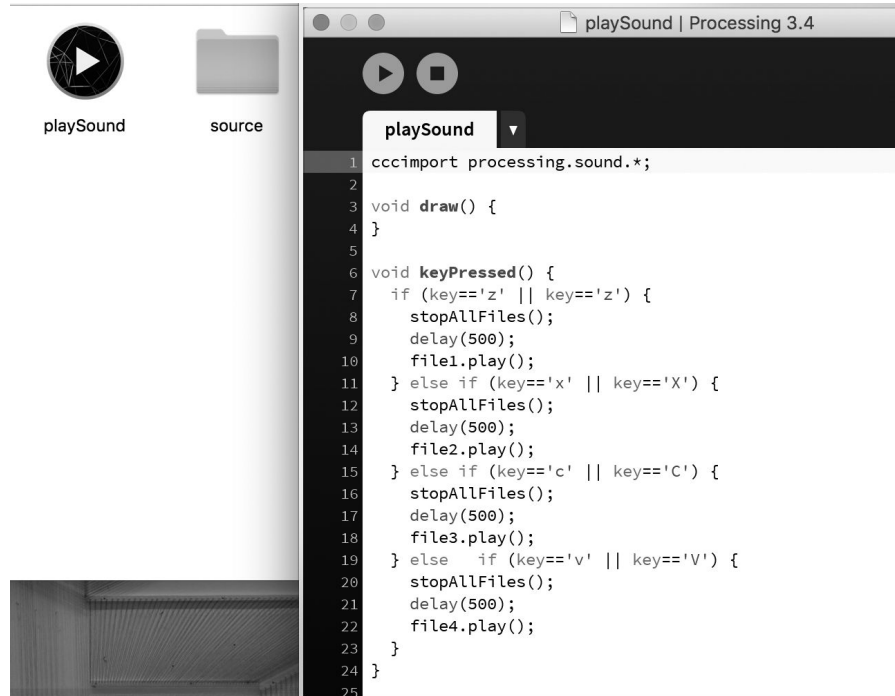 playSound
source
playSound | Processing 3.4
playSound
1 cccimport processing.sound.*;
2
3 void draw() {
4 }
5
6 void keyPressed() {
7   if (key=='z' || key=='z') {
8     stopAllFiles();
9     delay(500);
10     file1.play();
11   } else if (key=='x' || key=='X') {
12     stopAllFiles();
13     delay(500);
14     file2.play();
15   } else if (key=='c' || key=='C') {
16     stopAllFiles();
17     delay(500);
18     file3.play();
19   } else   if (key=='v' || key=='V') {
20     stopAllFiles();
21     delay(500);
22     file4.play();
23   }
24 }
25